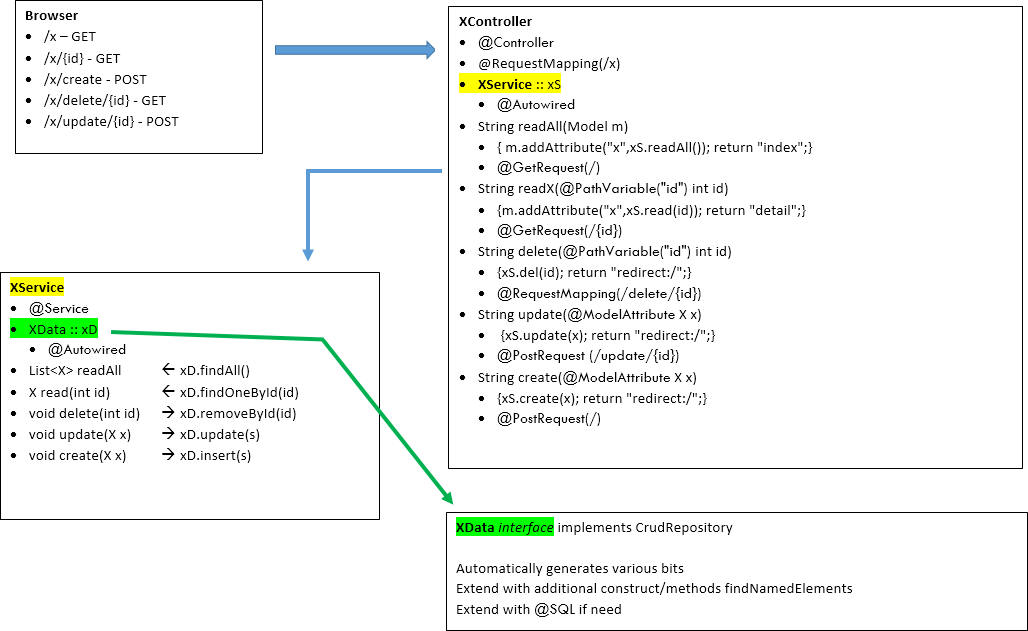 Browser
• /x – GET
• /x/{id} - GET
• /x/create - POST
• /x/delete/{id} - GET
• /x/update/{id} - POST
XController
• @Controller
• @RequestMapping(/x)
• XService :: xS
• @Autowired
• String readAll(Model m)
• { m.addAttribute("x",xS.readAll()); return "index";}
• @GetRequest(/)
• String readX(@PathVariable("id") int id)
• {m.addAttribute("x",xS.read(id)); return "detail";}
• @GetRequest(/{id})
• String delete(@PathVariable("id") int id)
• {xS.del(id); return "redirect:/";}
• @RequestMapping(/delete/{id})
• String update(@ModelAttribute X x)
• {xS.update(x); return "redirect:/";}
• @PostRequest (/update/{id})
• String create(@ModelAttribute X x)
• {xS.create(x); return "redirect:/";}
• @PostRequest(/)
XService
• @Service
• XData :: xD
• @Autowired
• List<X> readAll ← xD.findAll()
• X read(int id) ← xD.findOneById(id)
• void delete(int id) → xD.removeById(id)
• void update(X x) → xD.update(s)
• void create(X x) → xD.insert(s)
XData interface implements CrudRepository
Automatically generates various bits
Extend with additional construct/methods findNamedElements
Extend with @SQL if need